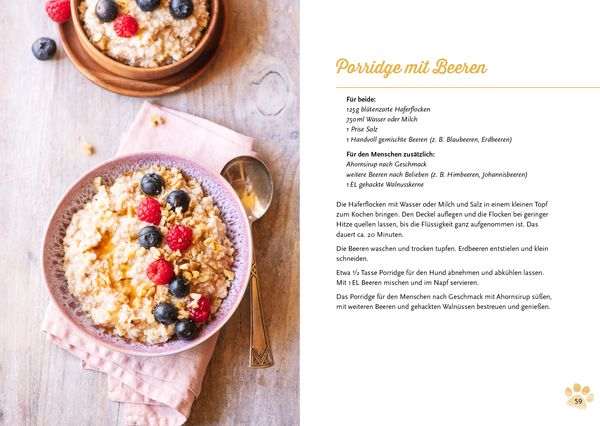 Porridge mit Beeren
Für beide:
125 g blütenzarte Haferflocken
750 ml Wasser oder Milch
1 Prise Salz
1 Handvoll gemischte Beeren (z. B. Blaubeeren, Erdbeeren)
Für den Menschen zusätzlich:
Ahornsirup nach Geschmack
weitere Beeren nach Belieben (z. B. Himbeeren, Johannisbeeren)
1 EL gehackte Walnusskerne
Die Haferflocken mit Wasser oder Milch und Salz in einem kleinen Topf
zum Kochen bringen. Den Deckel auflegen und die Flocken bei geringer
Hitze quellen lassen, bis die Flüssigkeit ganz aufgenommen ist. Das
dauert ca. 20 Minuten.
Die Beeren waschen und trocken tupfen. Erdbeeren entstielen und klein
schneiden.
Etwa 1/2 Tasse Porridge für den Hund abnehmen und abkühlen lassen.
Mit 1 EL Beeren mischen und im Napf servieren.
Das Porridge für den Menschen nach Geschmack mit Ahornsirup süßen,
mit weiteren Beeren und gehackten Walnüssen bestreuen und genießen.
59